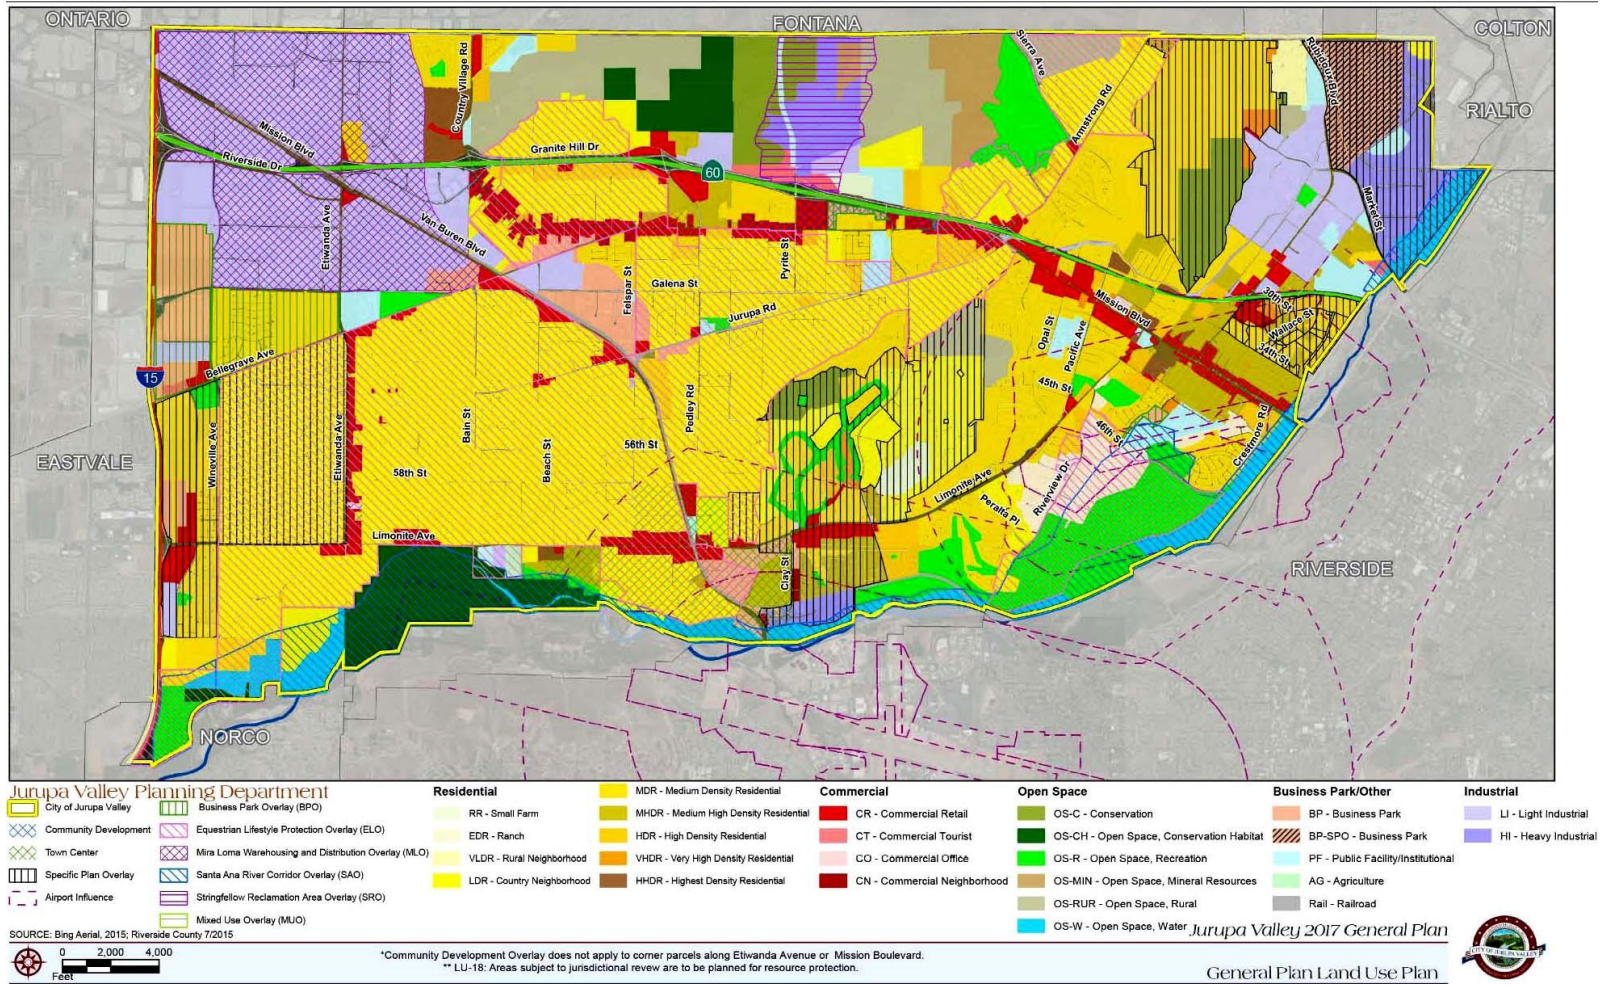 ONTARIO
FONTANA
COLTON
RIALTO
Country Village Rd
Sierra Ave
Rubidoux Blvd
Armstrong Rd
Mission Blvd
Granite Hill Dr
Riverside Dr
60
Market St
Etiwanda Ave
Van Buren Blvd
Pyrite St
Felspar St
Galena St
Jurupa Rd
Mission Blvd
30th St
Wallace St
34th St
Opal St
Pacific Ave
Bellegrave Ave
15
45th St
Pedley Rd
Bain St
Etiwanda Ave
Wineville Ave
Beach St
56th St
46th St
Crestmore Rd
EASTVALE
58th St
Limonite Ave
Riverview Dr
Peralta Pl
Limonite Ave
Clay St
RIVERSIDE
NORCO
Jurupa Valley Planning Department
City of Jurupa Valley
Community Development
Town Center
Specific Plan Overlay
Airport Influence
Business Park Overlay (BPO)
Equestrian Lifestyle Protection Overlay (ELO)
Mira Loma Warehousing and Distribution Overlay (MLO)
Santa Ana River Corridor Overlay (SAO)
Stringfellow Reclamation Area Overlay (SRO)
Mixed Use Overlay (MUO)
Residential
RR - Small Farm
EDR - Ranch
VLDR - Rural Neighborhood
LDR - Country Neighborhood
MDR - Medium Density Residential
MHDR - Medium High Density Residential
HDR - High Density Residential
VHDR - Very High Density Residential
HHDR - Highest Density Residential
Commercial
CR - Commercial Retail
CT - Commercial Tourist
CO - Commercial Office
CN - Commercial Neighborhood
Open Space
OS-C - Conservation
OS-CH - Open Space, Conservation Habitat
OS-R - Open Space, Recreation
OS-MIN - Open Space, Mineral Resources
OS-RUR - Open Space, Rural
OS-W - Open Space, Water
Business Park/Other
BP - Business Park
BP-SPO - Business Park
PF - Public Facility/Institutional
AG - Agriculture
Rail - Railroad
Industrial
LI - Light Industrial
HI - Heavy Industrial
SOURCE: Bing Aerial, 2015; Riverside County 7/2015
Jurupa Valley 2017 General Plan
0 2,000 4,000
Feet
*Community Development Overlay does not apply to corner parcels along Etiwanda Avenue or Mission Boulevard.
** LU-18: Areas subject to jurisdictional revew are to be planned for resource protection.
General Plan Land Use Plan
CITY OF JURUPA VALLEY